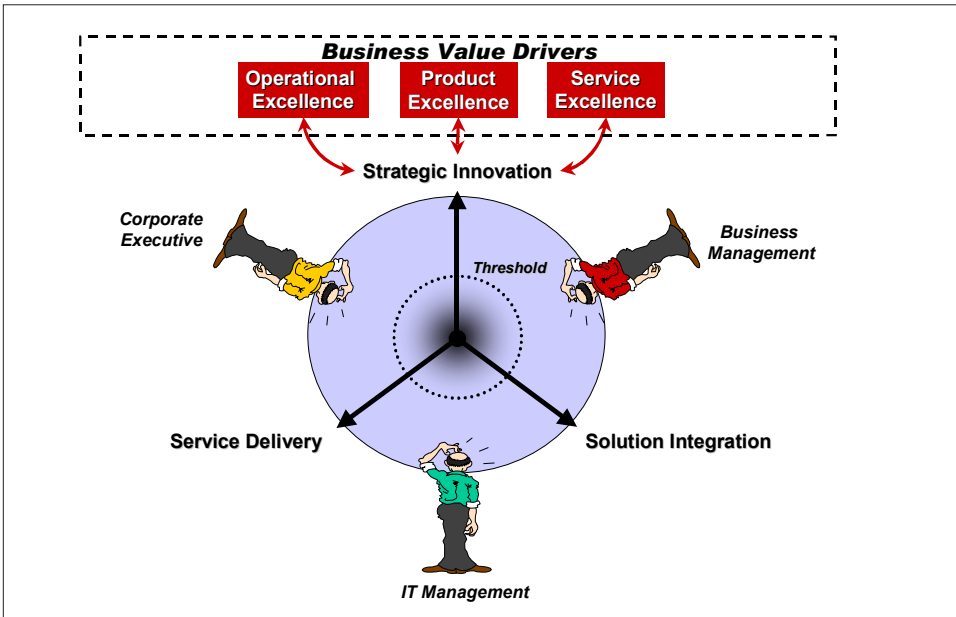 Business Value Drivers
Operational
Excellence
Product
Excellence
Service
Excellence
Strategic Innovation
Corporate
Executive
Business
Management
Threshold
Service Delivery
Solution Integration
IT Management